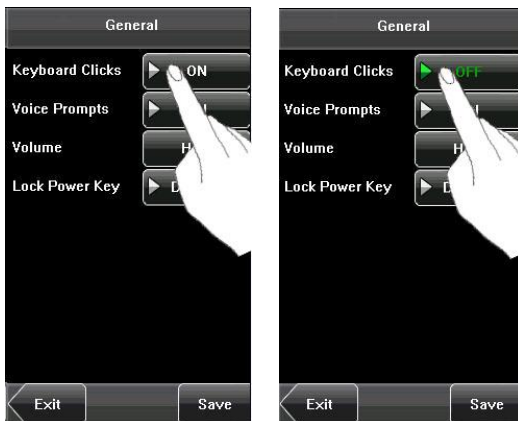 General
Keyboard Clicks ON
Voice Prompts
Volume
Lock Power Key
Exit Save
General
Keyboard Clicks OFF
Voice Prompts
Volume
Lock Power Key
Exit Save